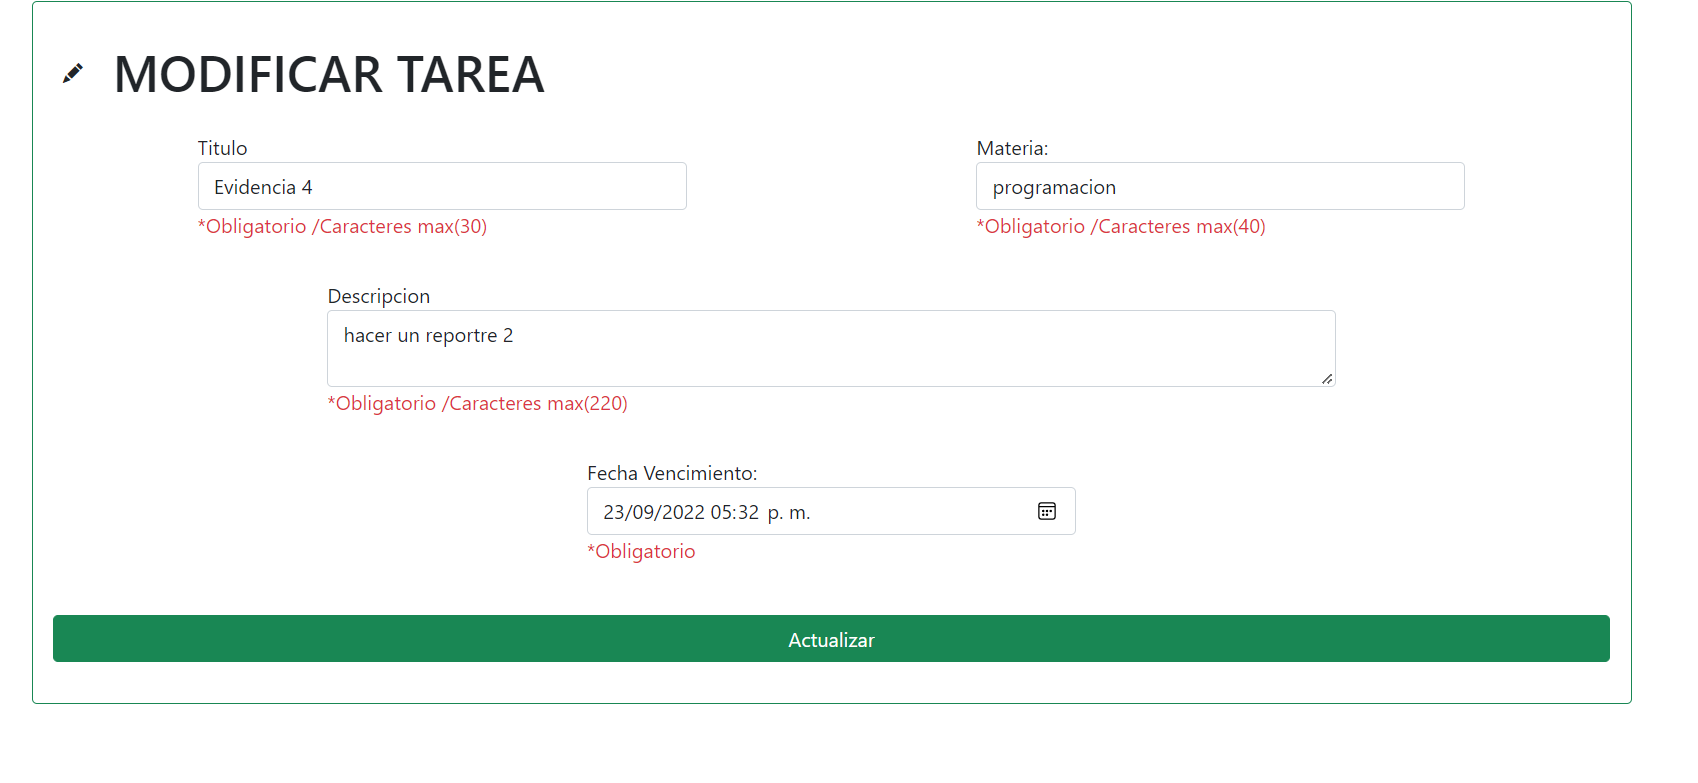 MODIFICAR TAREA
Titulo
Evidencia 4
*Obligatorio /Caracteres max(30)
Materia:
programacion
*Obligatorio /Caracteres max(40)
Descripcion
hacer un reportre 2
*Obligatorio /Caracteres max(220)
Fecha Vencimiento:
23/09/2022 05:32 p. m.
*Obligatorio
Actualizar